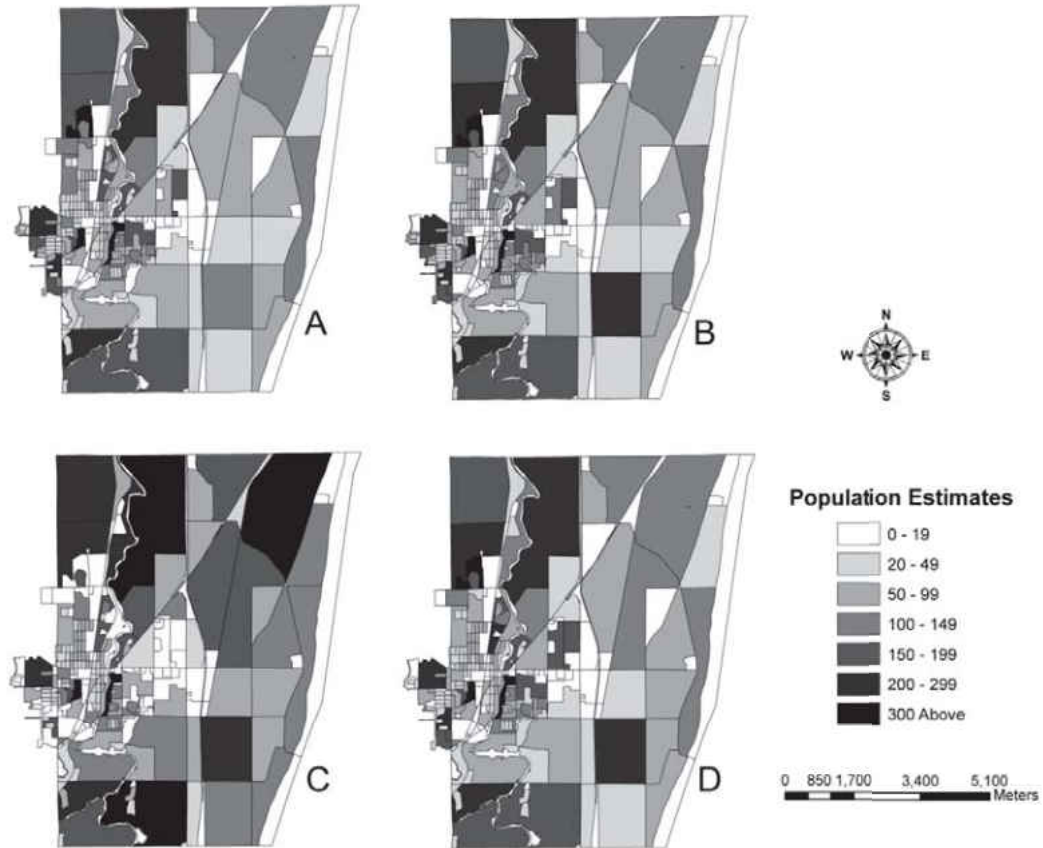 A
B
N
W E
S
C
D
Population Estimates
0 - 19
20 - 49
50 - 99
100 - 149
150 - 199
200 - 299
300 Above
0 850 1,700 3,400 5,100
Meters